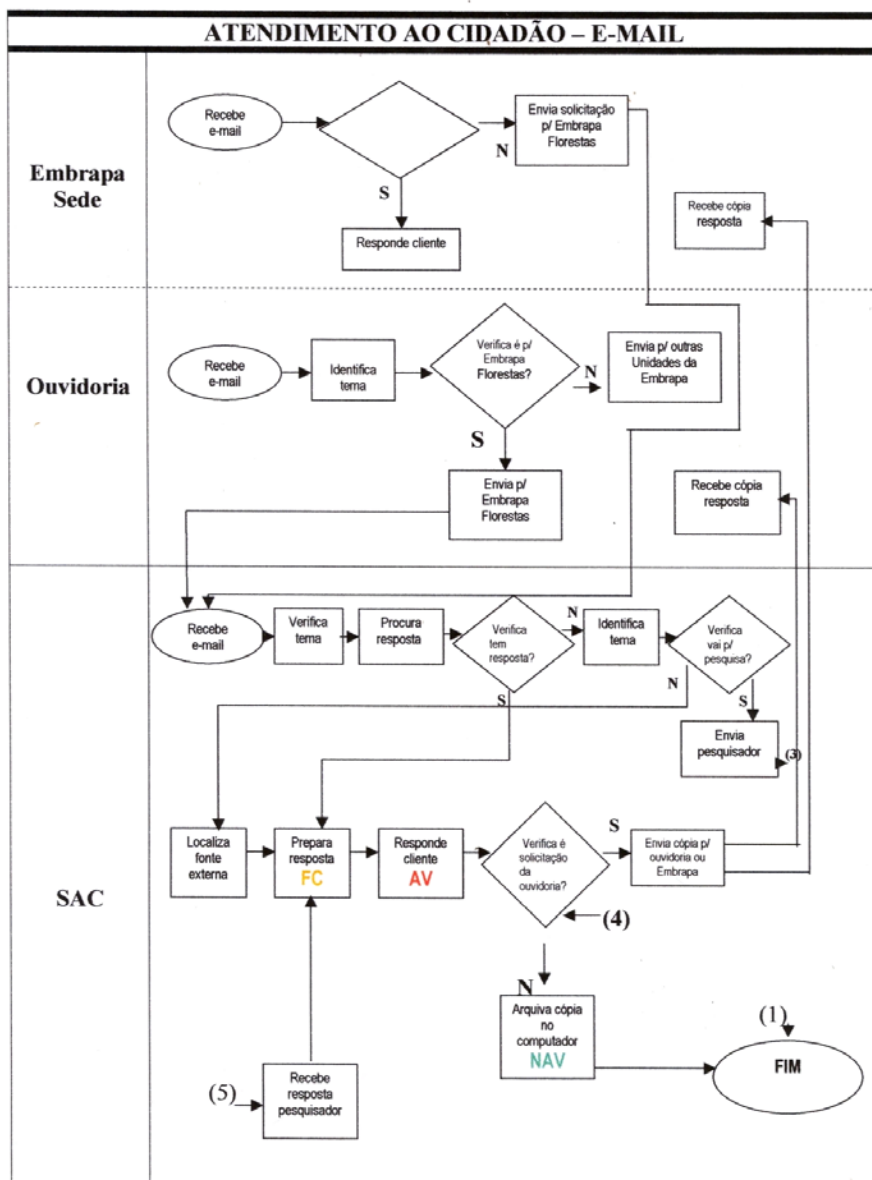 ATENDIMENTO AO CIDADÃO – E-MAIL
Embrapa
Sede
Recebe
e-mail
N
S
Envia solicitação
p/ Embrapa
Florestas
Responde cliente
Recebe cópia
resposta
Ouvidoria
Recebe
e-mail
Identifica
tema
Verifica é p/
Embrapa
Florestas?
N
Envia p/ outras
Unidades da
Embrapa
S
Envia p/
Embrapa
Florestas
Recebe cópia
resposta
SAC
Recebe
e-mail
Verifica
tema
Procura
resposta
Verifica
tem
resposta?
N
S
Identifica
tema
Verifica
vai p/
pesquisa?
N
S
Envia
pesquisador
(3)
Localiza
fonte
externa
Prepara
resposta
FC
Responde
cliente
AV
Verifica é
solicitação
da
ouvidoria?
S
Envia cópia p/
ouvidoria ou
Embrapa
(4)
N
Arquiva cópia
no
computador
NAV
(1)
FIM
(5)
Recebe
resposta
pesquisador